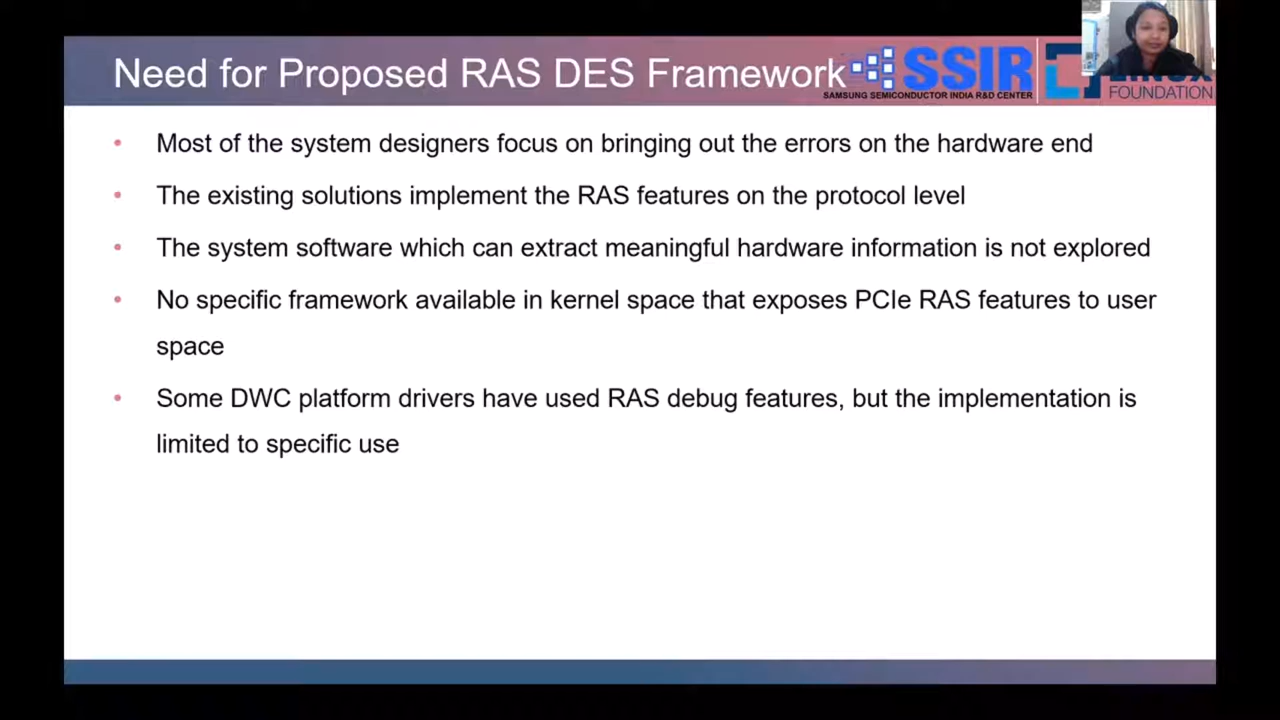 Need for Proposed RAS DES Framework
SSIR
SAMSUNG SEMICONDUCTOR INDIA R&D CENTER
FOUNDATION
• Most of the system designers focus on bringing out the errors on the hardware end
• The existing solutions implement the RAS features on the protocol level
• The system software which can extract meaningful hardware information is not explored
• No specific framework available in kernel space that exposes PCIe RAS features to user
space
• Some DWC platform drivers have used RAS debug features, but the implementation is
limited to specific use